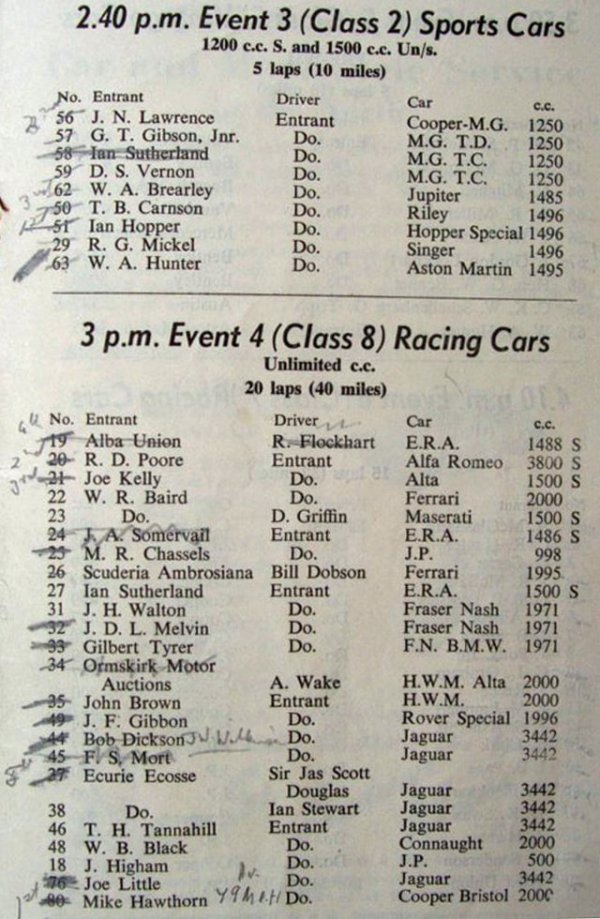 2.40 p.m. Event 3 (Class 2) Sports Cars
1200 c.c. S. and 1500 c.c. Un/s.
5 laps (10 miles)
No. Entrant Driver Car c.c.
56 J. N. Lawrence Entrant Cooper-M.G. 1250
57 G. T. Gibson, Jnr. Do. M.G. T.D. 1250
58 Ian Sutherland Do. M.G. T.C. 1250
59 D. S. Vernon Do. M.G. T.C. 1250
62 W. A. Brearley Do. Jupiter 1485
3rd 50 T. B. Carnson Do. Riley 1496
1st 51 Ian Hopper Do. Hopper Special 1496
29 R. G. Mickel Do. Singer 1496
63 W. A. Hunter Do. Aston Martin 1495
3 p.m. Event 4 (Class 8) Racing Cars
Unlimited c.c.
20 laps (40 miles)
No. Entrant Driver Car c.c.
4th 19 Alba Union R. Flockhart E.R.A. 1488 S
2nd 20 R. D. Poore Entrant Alfa Romeo 3800 S
3rd 21 Joe Kelly Do. Alta 1500 S
22 W. R. Baird Do. Ferrari 2000
23 Do. D. Griffin Maserati 1500 S
24 J. A. Somervail Entrant E.R.A. 1486 S
25 M. R. Chassels Do. J.P. 998
26 Scuderia Ambrosiana Bill Dobson Ferrari 1995
27 Ian Sutherland Entrant E.R.A. 1500 S
31 J. H. Walton Do. Fraser Nash 1971
32 J. D. L. Melvin Do. Fraser Nash 1971
33 Gilbert Tyrer Do. F.N. B.M.W. 1971
34 Ormskirk Motor
Auctions A. Wake H.W.M. Alta 2000
35 John Brown Entrant H.W.M. 2000
49 J. F. Gibbon Do. Rover Special 1996
44 Bob Dickson Do. Jaguar 3442
45 F. S. Mort Do. Jaguar 3442
37 Ecurie Ecosse Sir Jas Scott
Douglas Jaguar 3442
38 Do. Ian Stewart Jaguar 3442
46 T. H. Tannahill Entrant Jaguar 3442
48 W. B. Black Do. Connaught 2000
18 J. Higham Do. J.P. 500
76 Joe Little Do. Jaguar 3442
1st 80 Mike Hawthorn Do. Cooper Bristol 2000